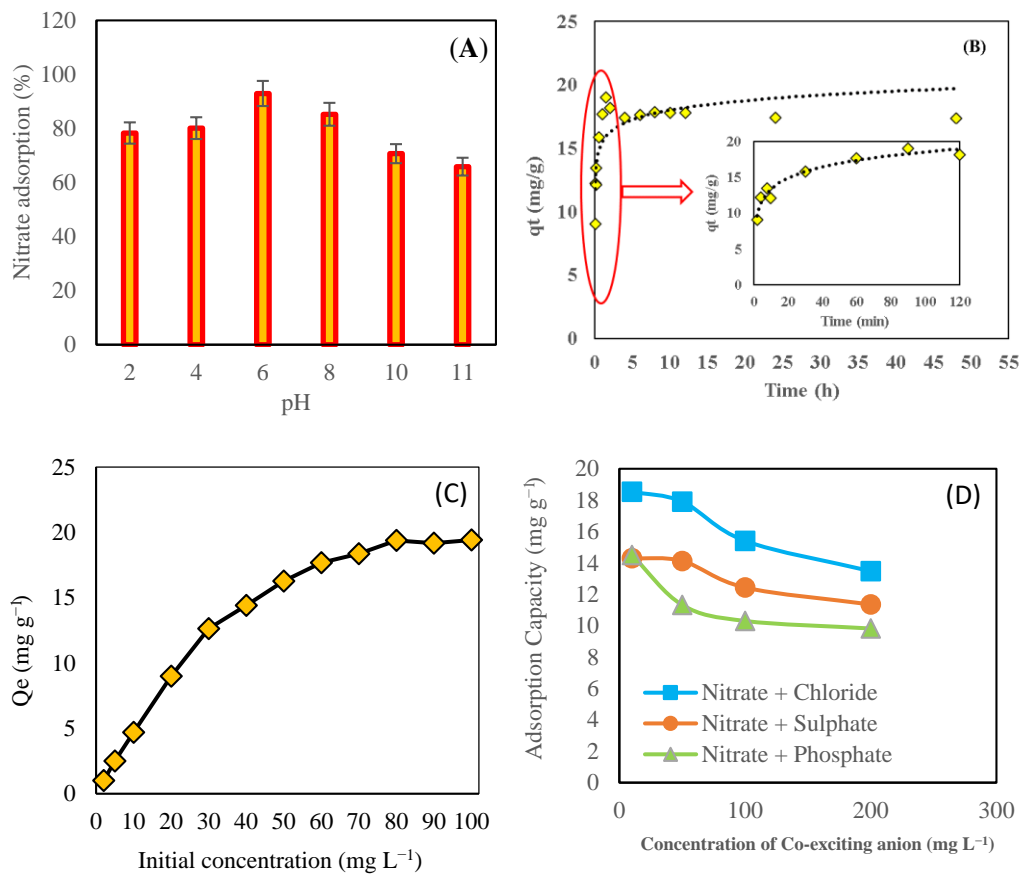 (A)
Nitrate adsorption (%)
120
100
80
60
40
20
0
2 4 6 8 10 11
pH
(B)
qt (mg/g)
25
20
15
10
5
0
0 5 10 15 20 25 30 35 40 45 50 55
Time (h)
qt (mg/g)
20
15
10
5
0
0 20 40 60 80 100 120
Time (min)
(C)
Qe (mg g⁻¹)
25
20
15
10
5
0
0 10 20 30 40 50 60 70 80 90 100
Initial concentration (mg L⁻¹)
(D)
Adsorption Capacity (mg g⁻¹)
20
18
16
14
12
10
8
6
4
2
0
Nitrate + Chloride
Nitrate + Sulphate
Nitrate + Phosphate
0 100 200 300
Concentration of Co-exciting anion (mg L⁻¹)